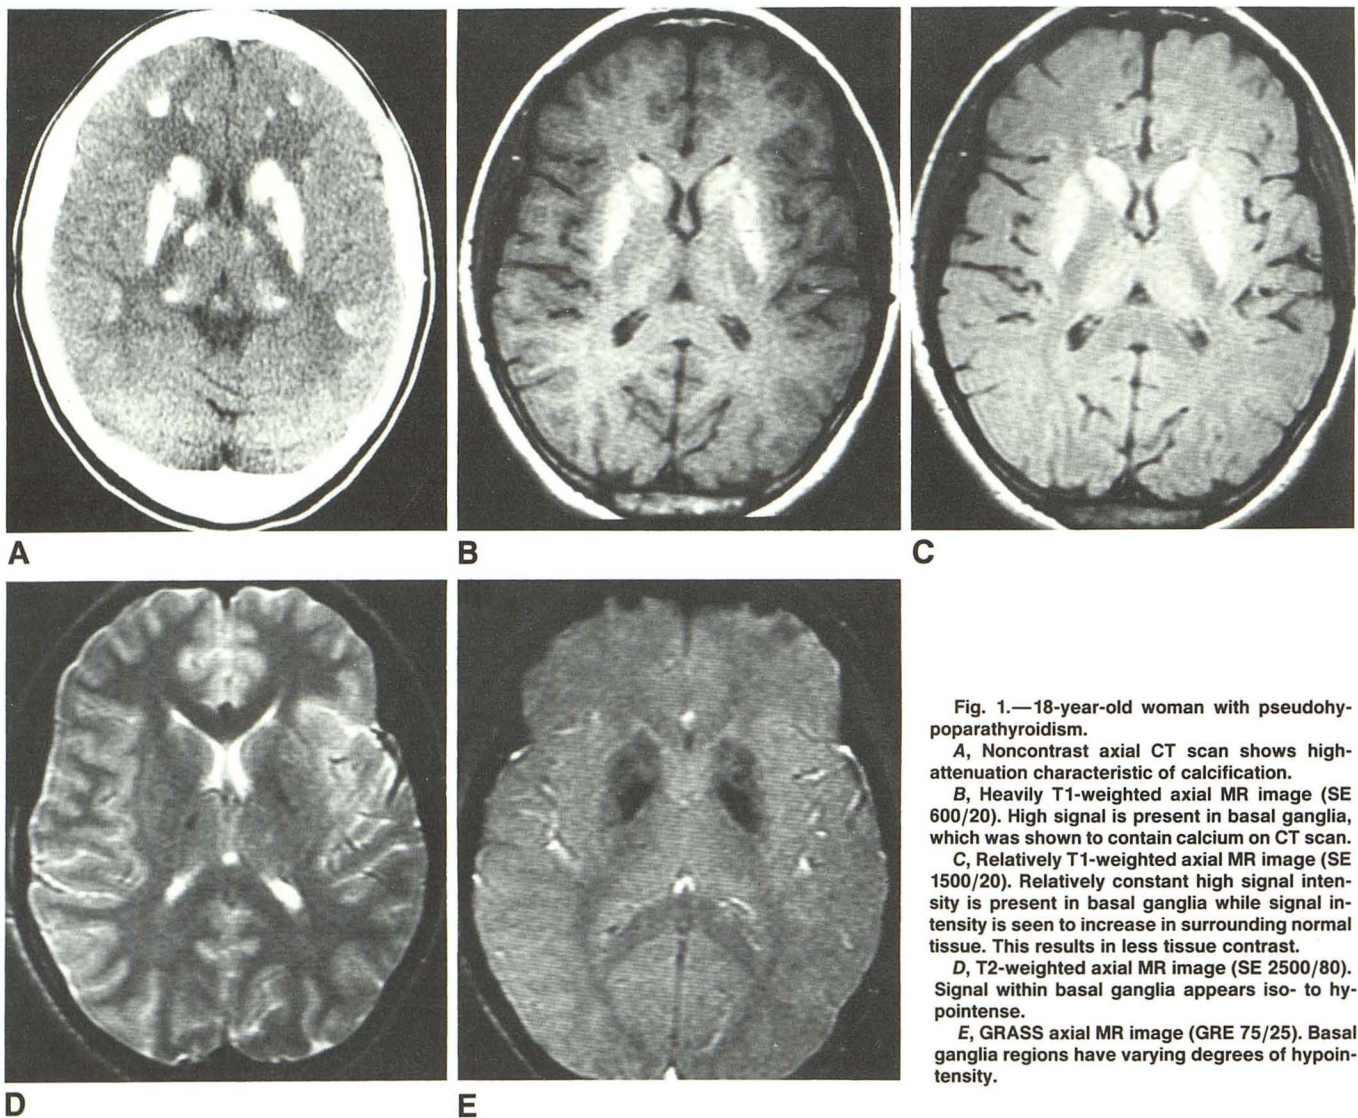 A
B
C
D
E
Fig. 1.—18-year-old woman with pseudohy-
poparathyroidism.
A, Noncontrast axial CT scan shows high-
attenuation characteristic of calcification.
B, Heavily T1-weighted axial MR image (SE
600/20). High signal is present in basal ganglia,
which was shown to contain calcium on CT scan.
C, Relatively T1-weighted axial MR image (SE
1500/20). Relatively constant high signal inten-
sity is present in basal ganglia while signal in-
tensity is seen to increase in surrounding normal
tissue. This results in less tissue contrast.
D, T2-weighted axial MR image (SE 2500/80).
Signal within basal ganglia appears iso- to hy-
pointense.
E, GRASS axial MR image (GRE 75/25). Basal
ganglia regions have varying degrees of hypoin-
tensity.